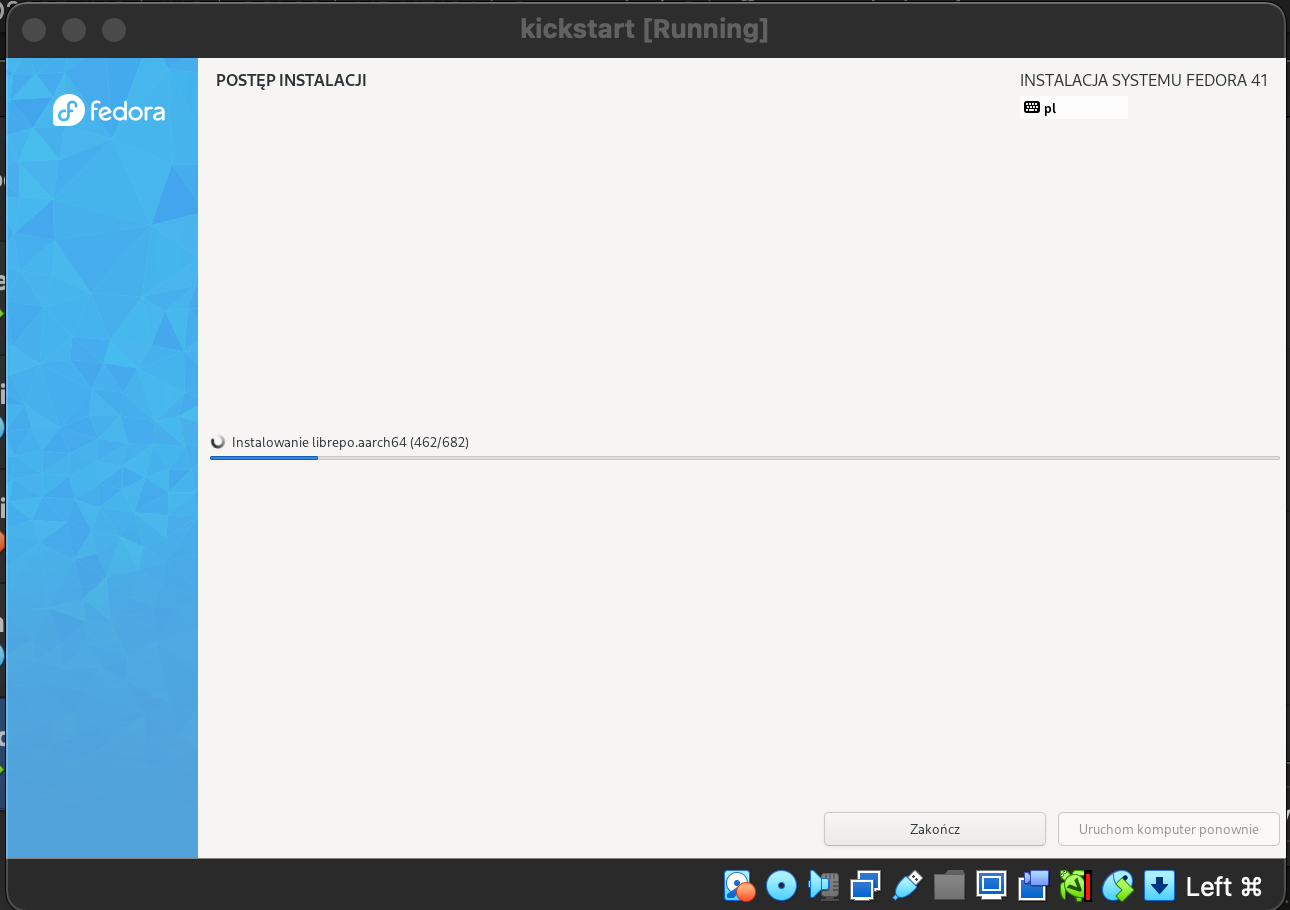 kickstart [Running]
fedora
POSTĘP INSTALACJI
INSTALACJA SYSTEMU FEDORA 41
pl
Instalowanie librepo.aarch64 (462/682)
Zakończ
Uruchom komputer ponownie
Left ⌘